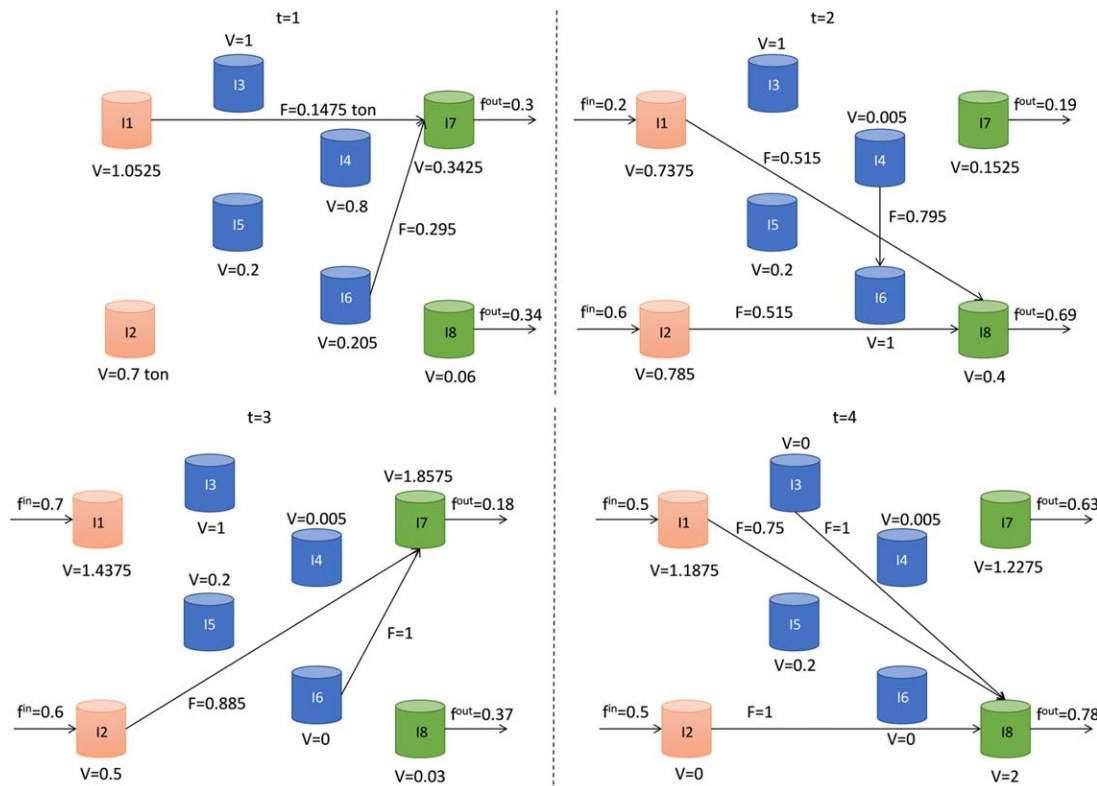 t=1
V=1
I3
I1
F=0.1475 ton
I7
fout=0.3
V=1.0525
I4
V=0.3425
V=0.8
I5
F=0.295
V=0.2
I6
I2
V=0.205
I8
fout=0.34
V=0.7 ton
V=0.06
t=2
V=1
I3
fin=0.2
I1
V=0.005
I7
fout=0.19
V=0.7375
F=0.515
I4
V=0.1525
I5
F=0.795
V=0.2
I6
fin=0.6
I2
F=0.515
V=1
I8
fout=0.69
V=0.785
V=0.4
t=3
I3
V=1.8575
fin=0.7
I1
V=1
V=0.005
I7
fout=0.18
V=1.4375
I4
V=0.2
I5
F=1
F=0.885
I6
fin=0.6
I2
V=0
I8
fout=0.37
V=0.5
V=0.03
t=4
V=0
I3
fin=0.5
I1
F=0.75
F=1
V=0.005
I7
fout=0.63
V=1.1875
I4
V=1.2275
I5
V=0.2
I6
fin=0.5
I2
F=1
V=0
I8
fout=0.78
V=0
V=2